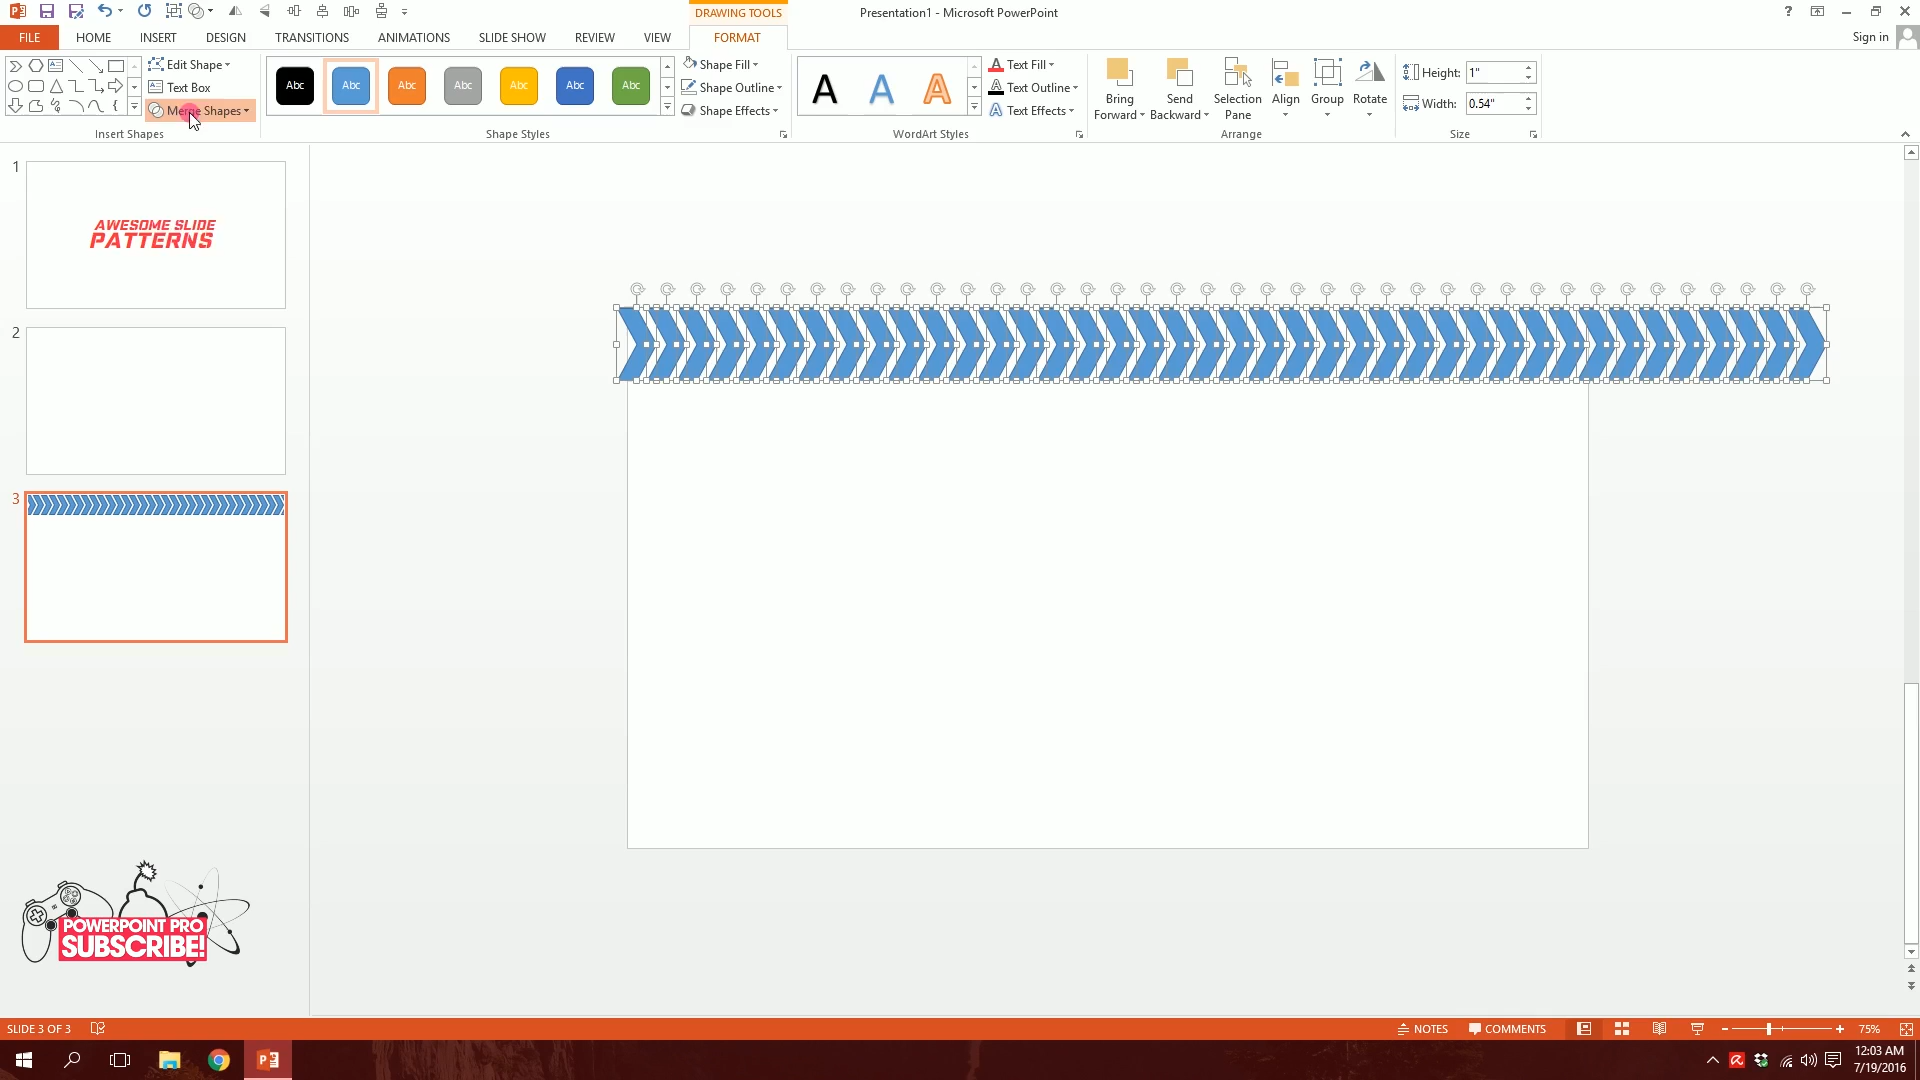 DRAWING TOOLS
Presentation1 - Microsoft PowerPoint
?
FILE HOME INSERT DESIGN TRANSITIONS ANIMATIONS SLIDE SHOW REVIEW VIEW FORMAT
Sign in
Edit Shape
Text Box
Merge Shapes
Insert Shapes
Abc Abc Abc Abc Abc Abc Abc
Shape Fill
Shape Outline
Shape Effects
Shape Styles
A A A
Text Fill
Text Outline
Text Effects
WordArt Styles
Bring Forward
Send Backward
Selection Pane
Align
Group
Rotate
Arrange
Height: 1"
Width: 0.54"
Size
1
AWESOME SLIDE
PATTERNS
2
3
POWERPOINT PRO
SUBSCRIBE!
SLIDE 3 OF 3
NOTES
COMMENTS
75%
12:03 AM
7/19/2016